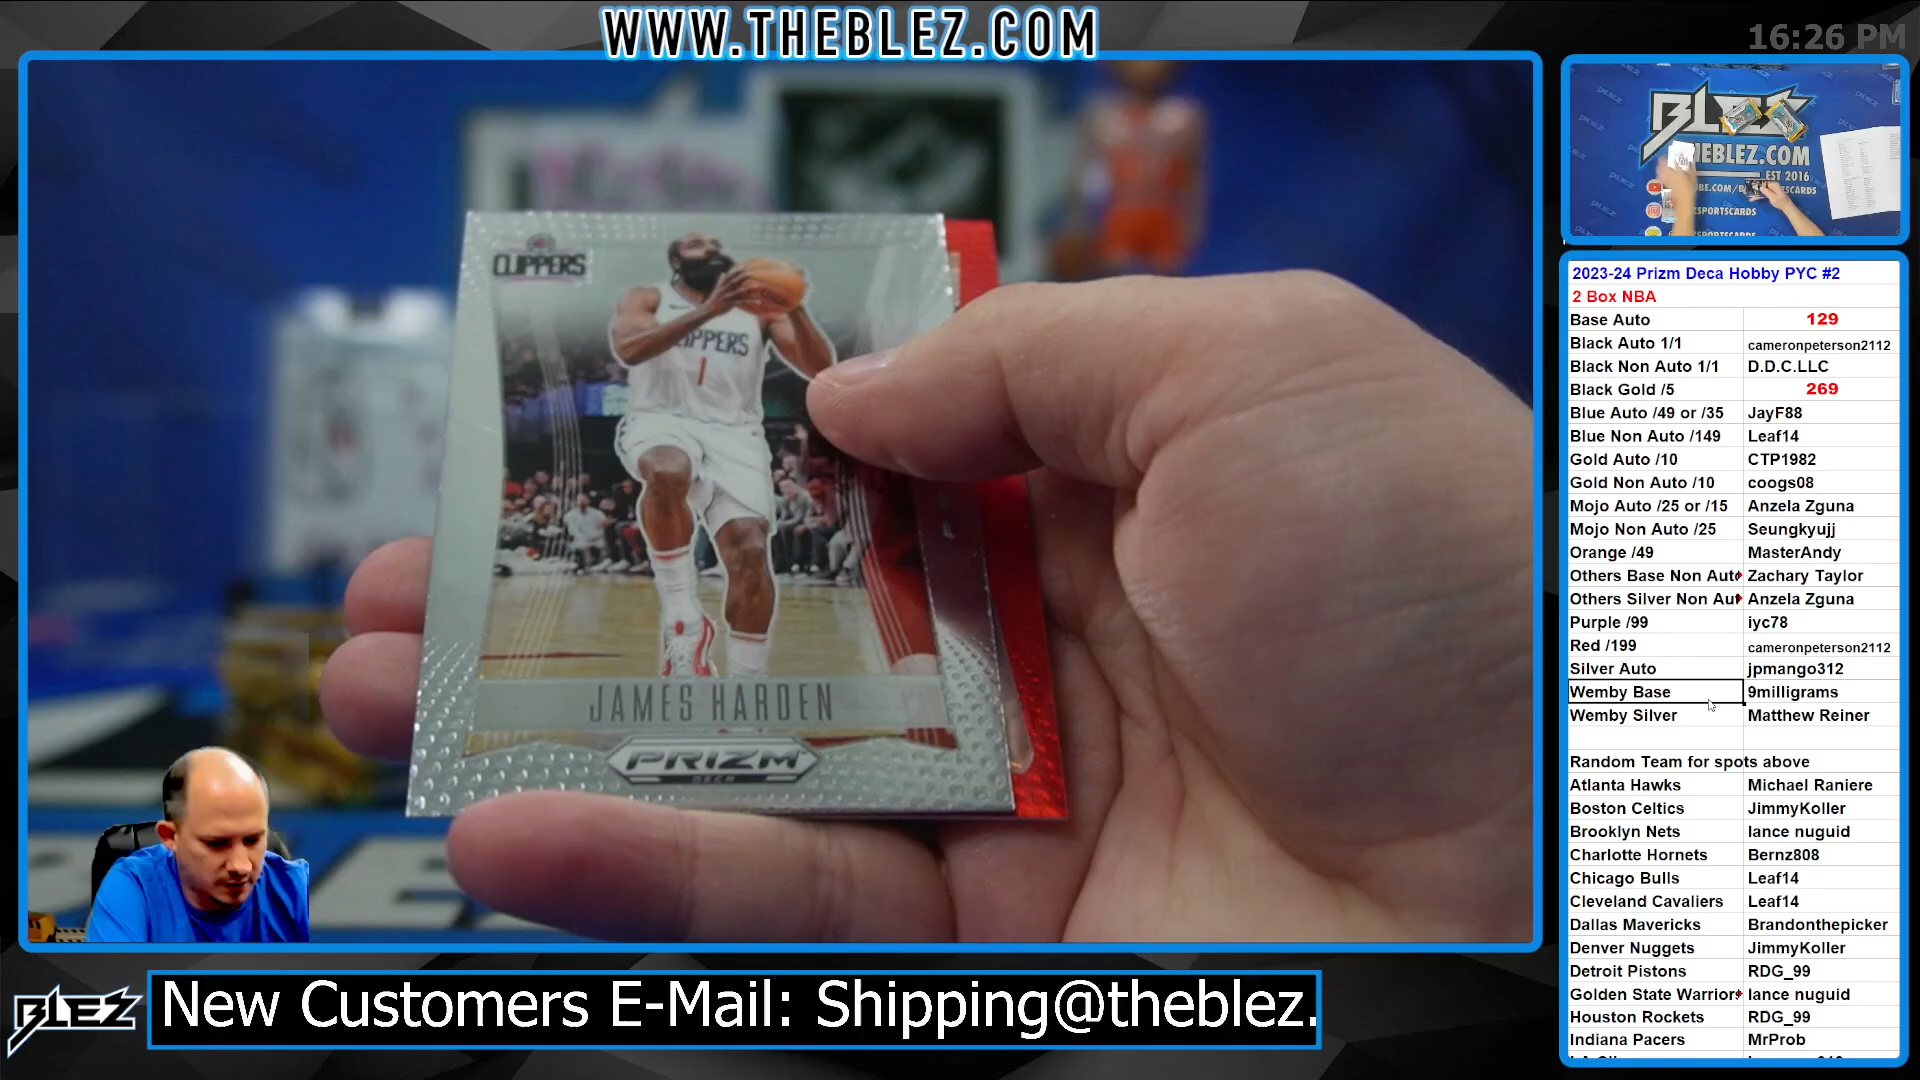 WWW.THEBLEZ.COM
16:26 PM
CLIPPERS
CLIPPERS
1
JAMES HARDEN
PRIZM
DECA
BLEZ
THEBLEZ.COM
EST 2016
2023-24 Prizm Deca Hobby PYC #2
2 Box NBA
Base Auto 129
Black Auto 1/1 cameronpeterson2112
Black Non Auto 1/1 D.D.C.LLC
Black Gold /5 269
Blue Auto /49 or /35 JayF88
Blue Non Auto /149 Leaf14
Gold Auto /10 CTP1982
Gold Non Auto /10 coogs08
Mojo Auto /25 or /15 Anzela Zguna
Mojo Non Auto /25 Seungkyujj
Orange /49 MasterAndy
Others Base Non Auto Zachary Taylor
Others Silver Non Aut Anzela Zguna
Purple /99 iyc78
Red /199 cameronpeterson2112
Silver Auto jpmango312
Wemby Base 9milligrams
Wemby Silver Matthew Reiner
Random Team for spots above
Atlanta Hawks Michael Raniere
Boston Celtics JimmyKoller
Brooklyn Nets lance nuguid
Charlotte Hornets Bernz808
Chicago Bulls Leaf14
Cleveland Cavaliers Leaf14
Dallas Mavericks Brandonthepicker
Denver Nuggets JimmyKoller
Detroit Pistons RDG_99
Golden State Warriors lance nuguid
Houston Rockets RDG_99
Indiana Pacers MrProb
BLEZ
New Customers E-Mail: Shipping@theblez.